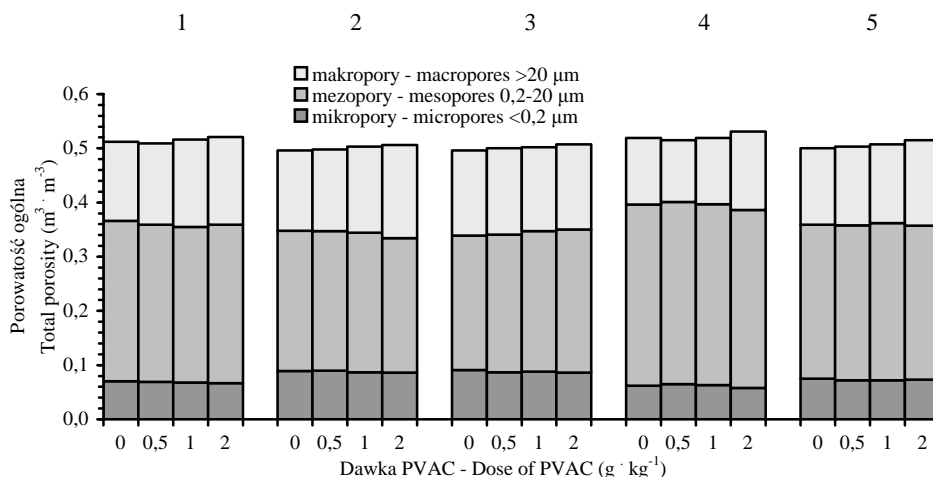 1 2 3 4 5
makropory - macropores >20 μm
mezopory - mesopores 0,2-20 μm
mikropory - micropores <0,2 μm
Porowatość ogólna
Total porosity (m³ · m⁻³)
0,6
0,5
0,4
0,3
0,2
0,1
0,0
0 0,5 1 2 0 0,5 1 2 0 0,5 1 2 0 0,5 1 2 0 0,5 1 2
Dawka PVAC - Dose of PVAC (g · kg⁻¹)